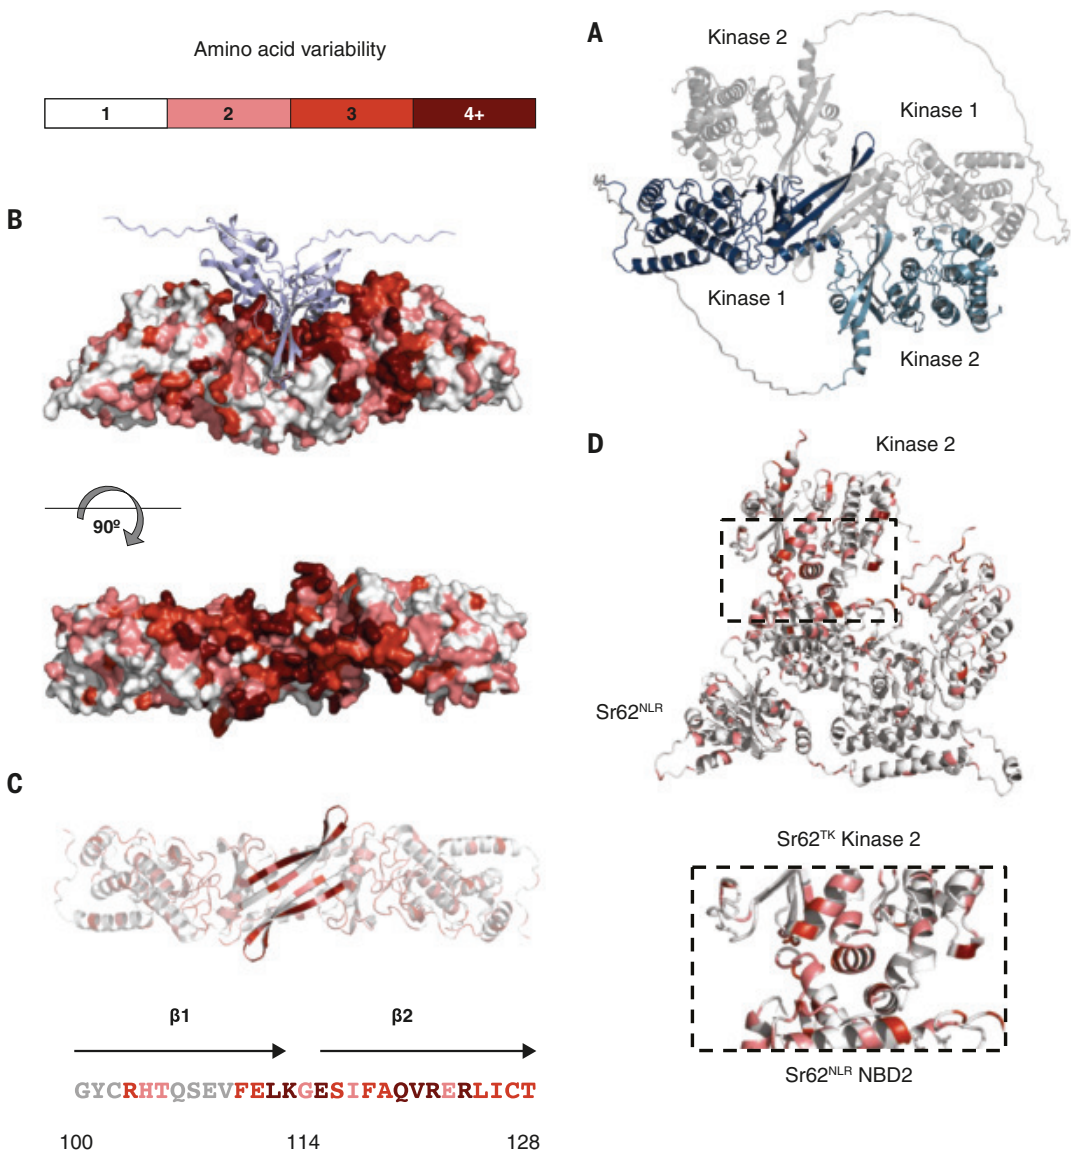 Amino acid variability
1 2 3 4+
A
Kinase 2
Kinase 1
Kinase 1
Kinase 2
B
90º
C
β1 β2
GYCRHTQSEVFELKGESIFAQVRERLICT
100 114 128
D
Kinase 2
Sr62ᴺᴸᴿ
Sr62ᵀᴷ Kinase 2
Sr62ᴺᴸᴿ NBD2